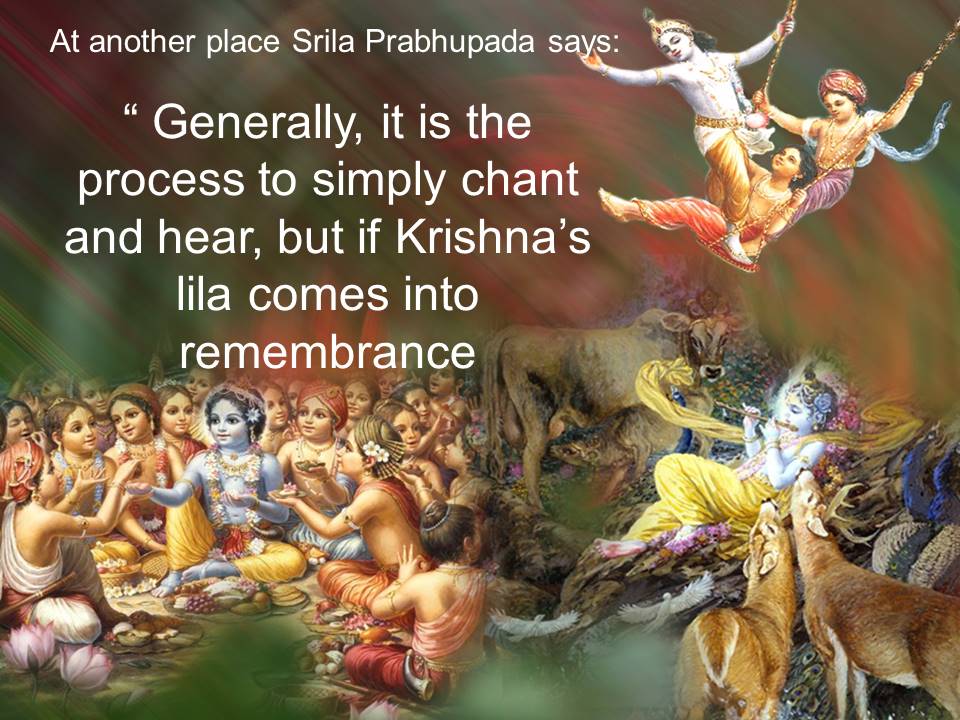 At another place Srila Prabhupada says:
“ Generally, it is the
process to simply chant
and hear, but if Krishna’s
lila comes into
remembrance